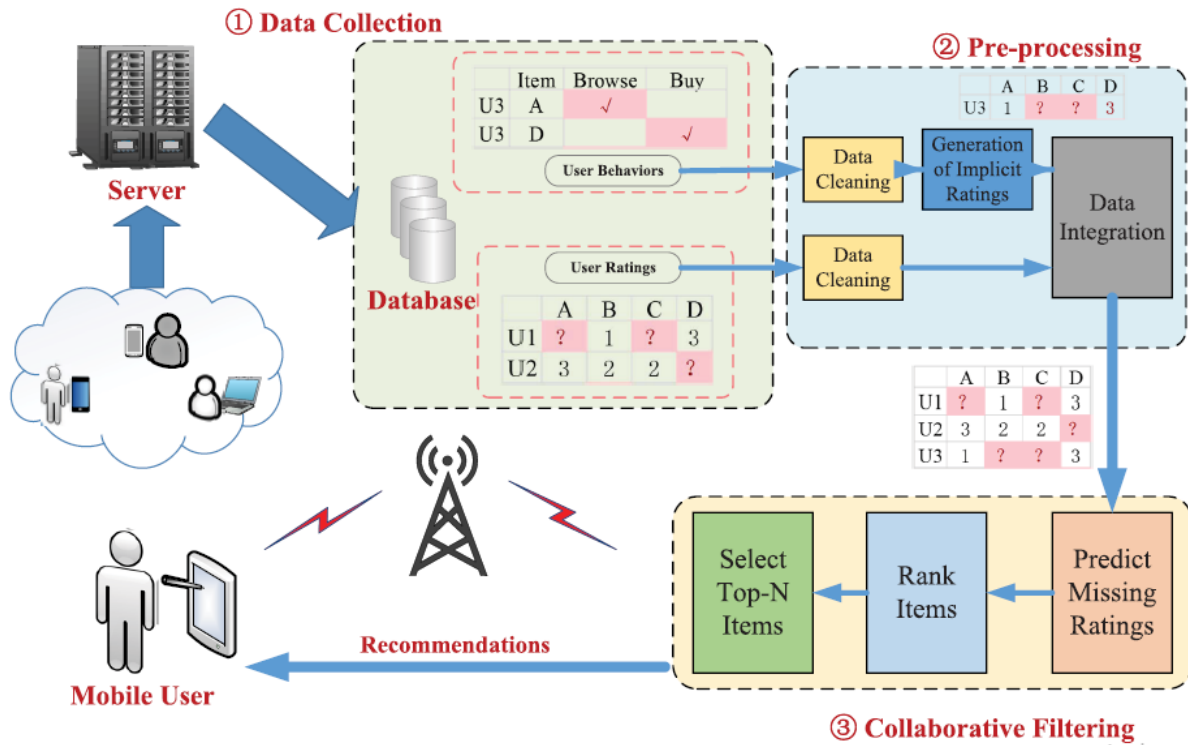 ① Data Collection
Server
Item Browse Buy
U3 A √
U3 D √
User Behaviors
Database
User Ratings
A B C D
U1 ? 1 ? 3
U2 3 2 2 ?
② Pre-processing
A B C D
U3 1 ? ? 3
Data
Cleaning
Generation
of Implicit
Ratings
Data
Integration
Data
Cleaning
A B C D
U1 ? 1 ? 3
U2 3 2 2 ?
U3 1 ? ? 3
Select
Top-N
Items
Rank
Items
Predict
Missing
Ratings
Recommendations
Mobile User
③ Collaborative Filtering